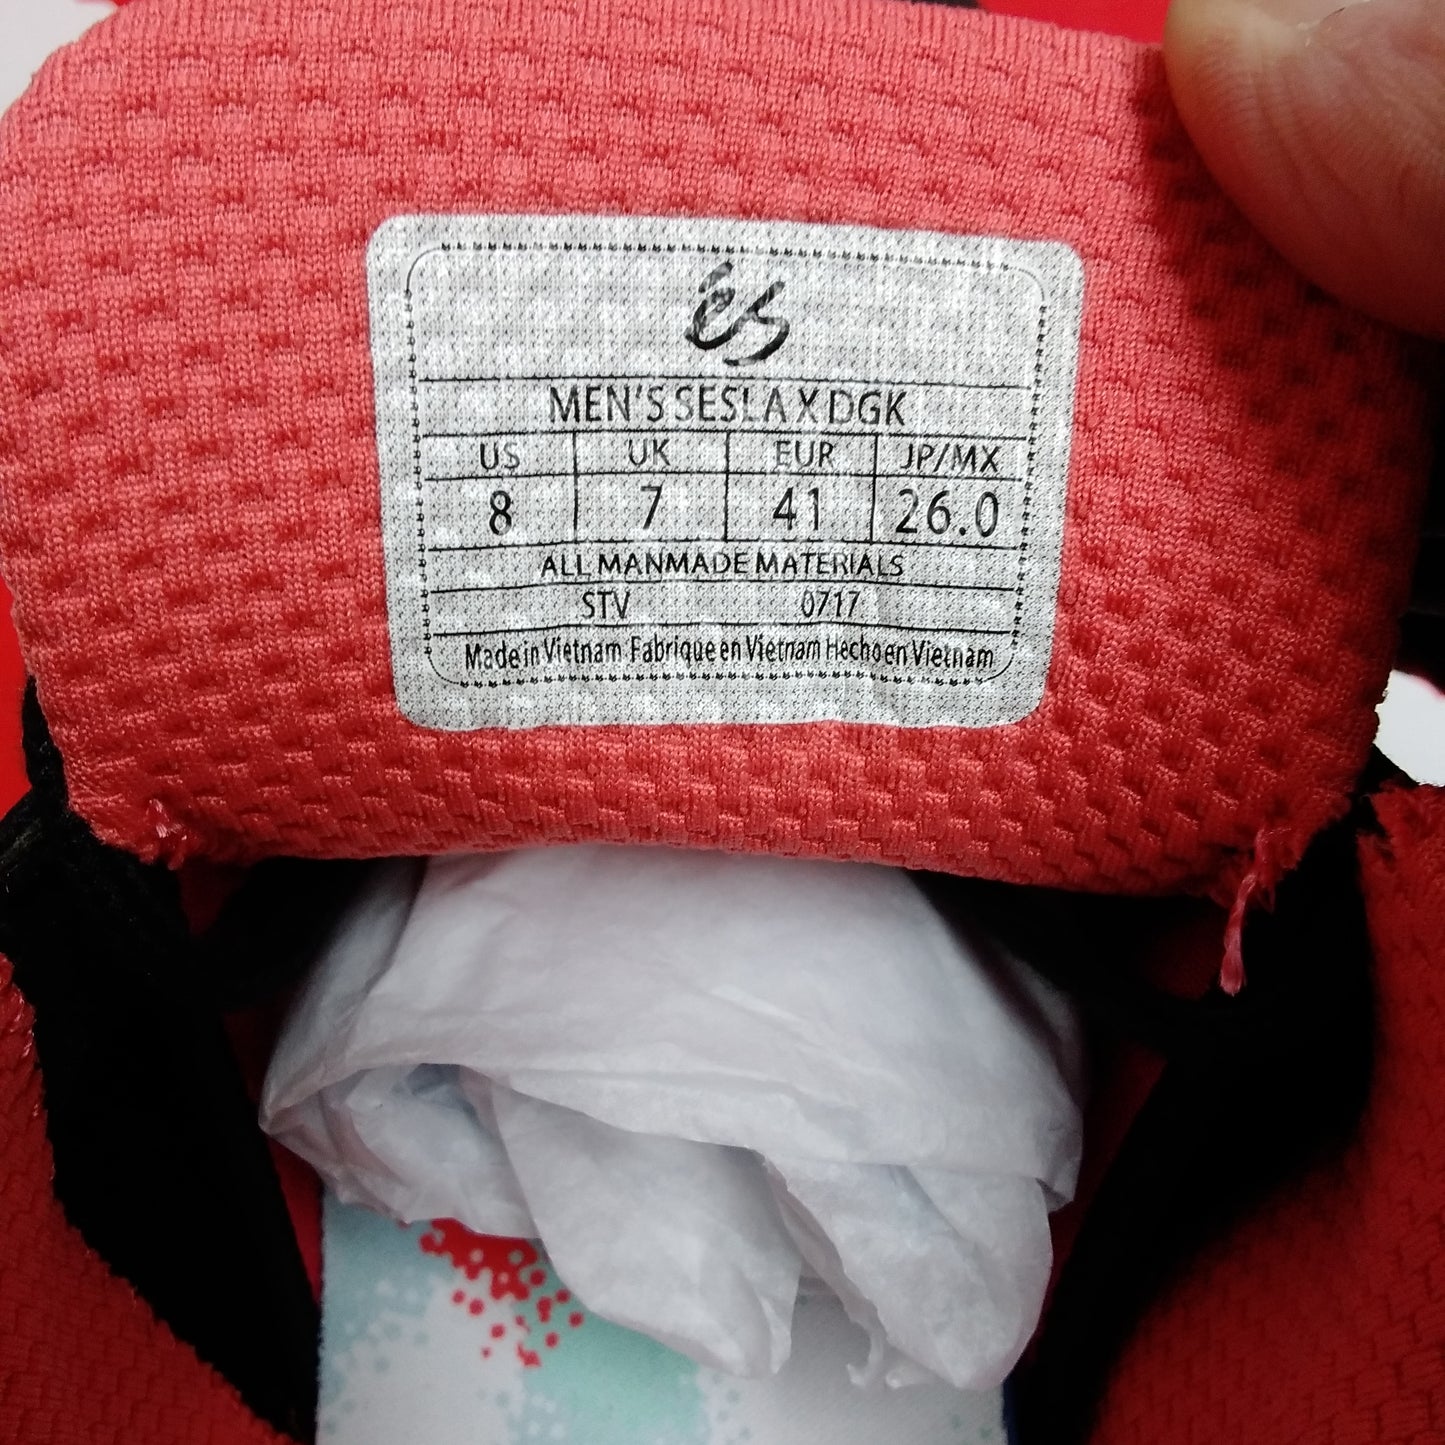 éS
MEN'S SESLA X DGK
US UK EUR JP/MX
8 7 41 26.0
ALL MANMADE MATERIALS
STV 0717
Made in Vietnam Fabrique en Vietnam Hecho en Vietnam